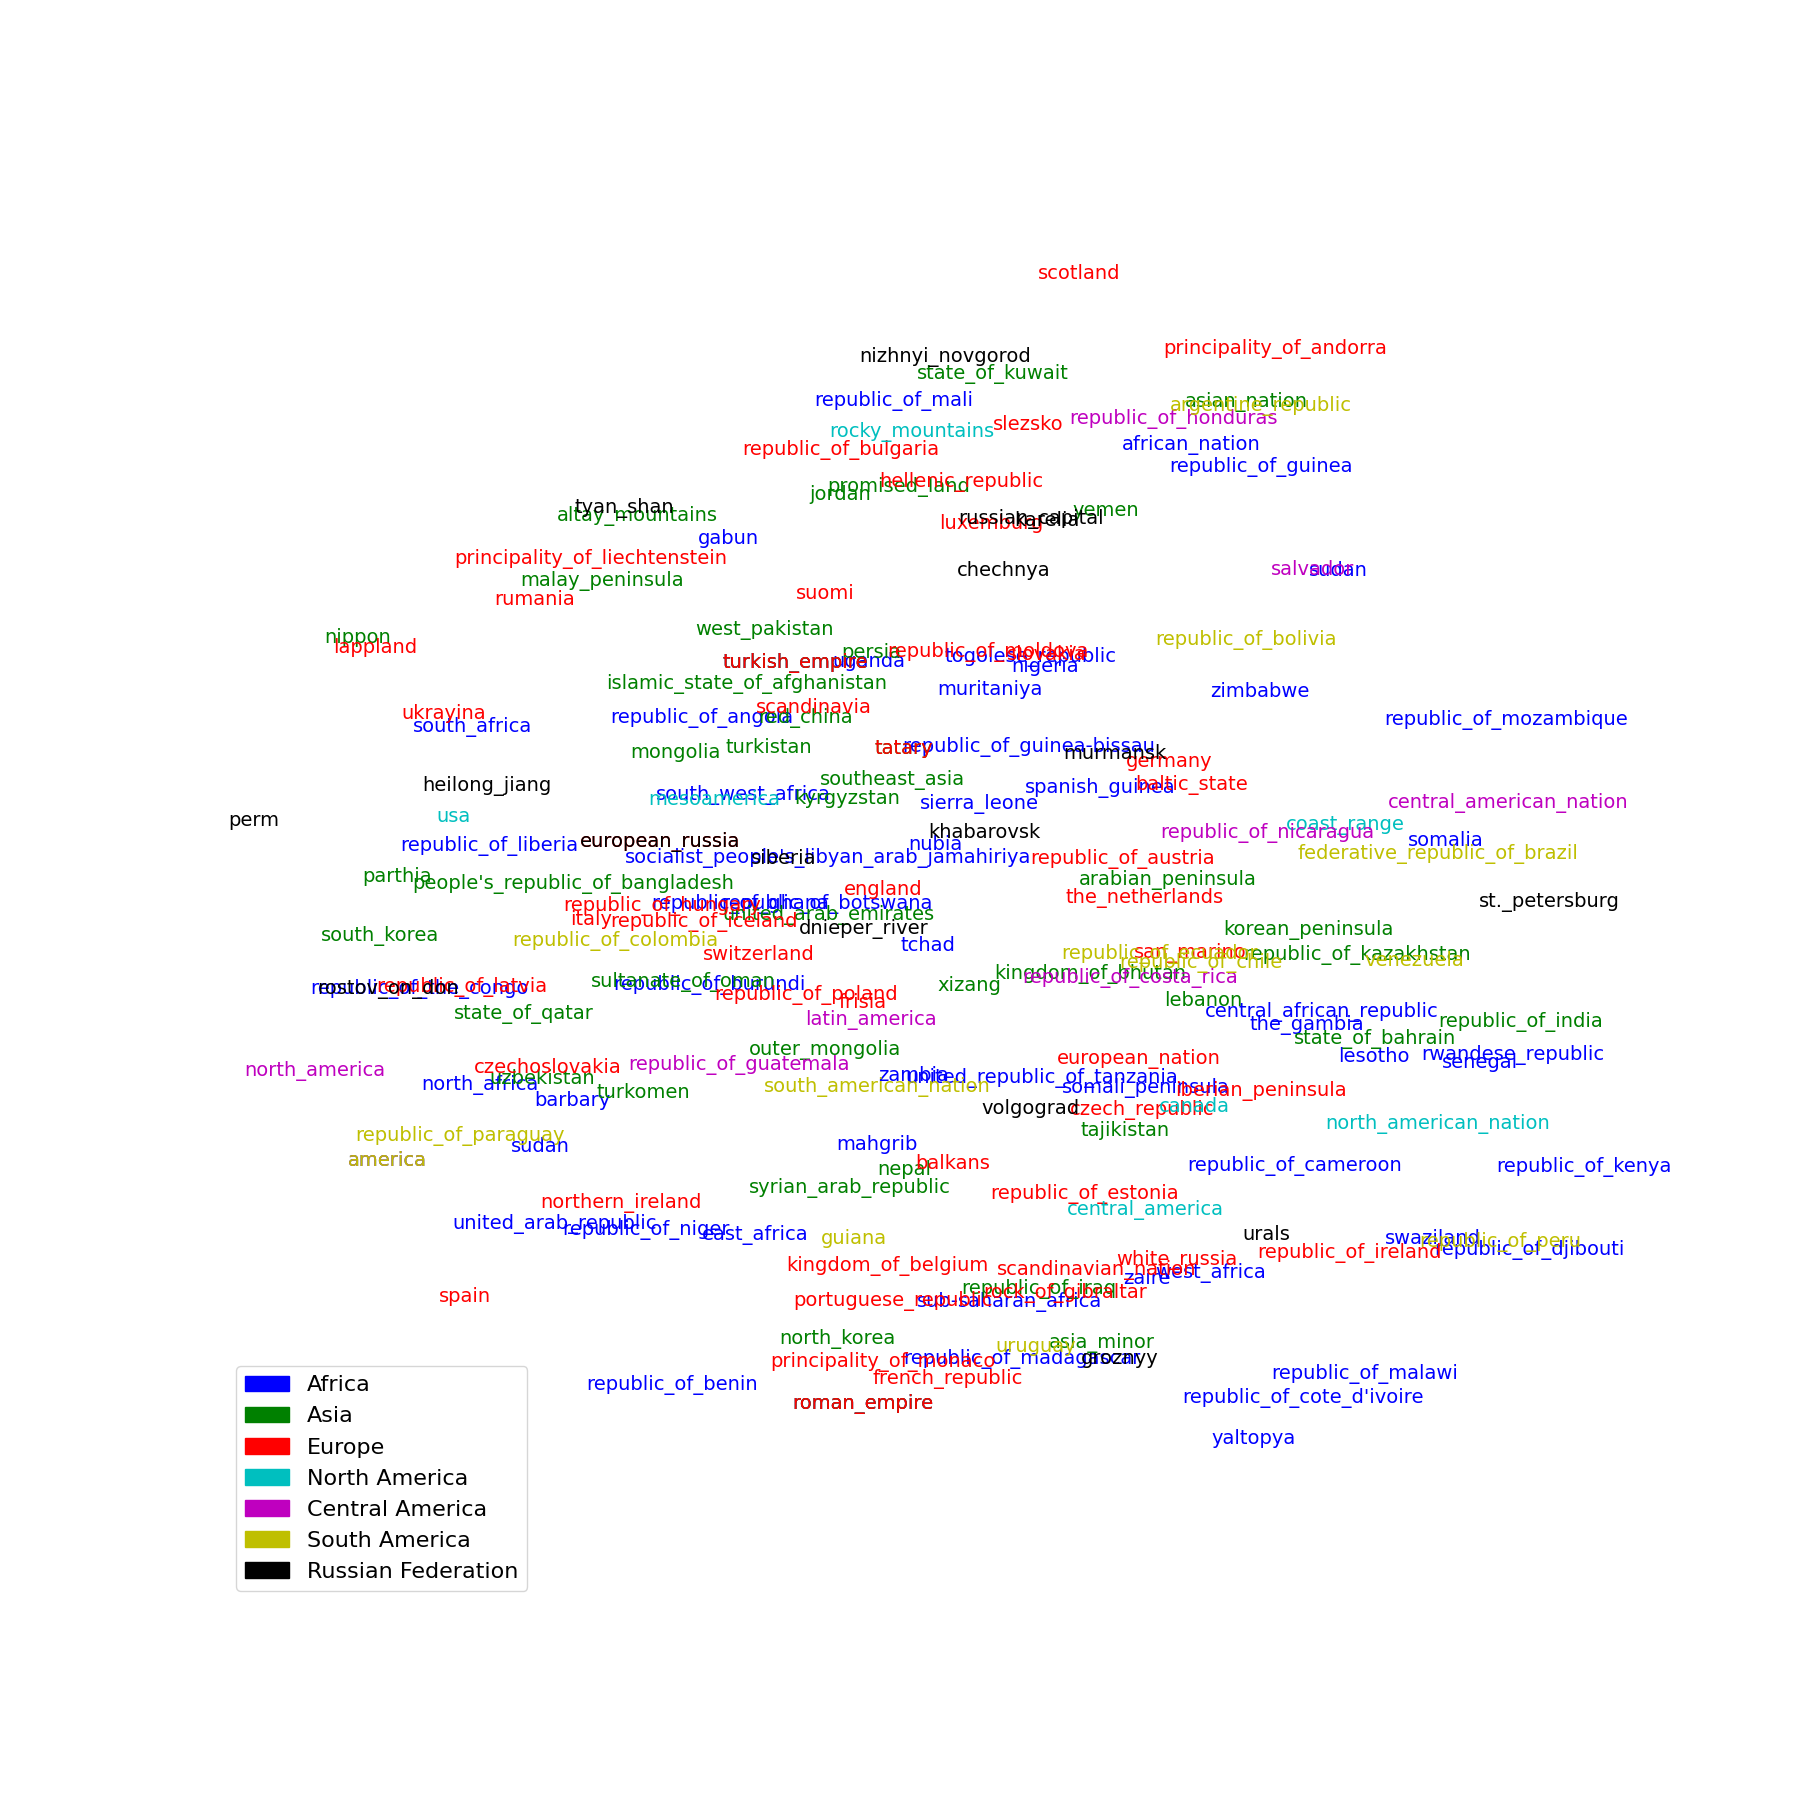 scotland
principality_of_andorra
nizhnyi_novgorod
state_of_kuwait
republic_of_mali
asian_nation
argentine_republic
republic_of_honduras
slezsko
rocky_mountains
african_nation
republic_of_bulgaria
republic_of_guinea
hellenic_republic
promised_land
jordan
tyan_shan
altay_mountains
yemen
russian_capital
karelia
luxemburg
gabun
principality_of_liechtenstein
chechnya
salvador
sudan
malay_peninsula
suomi
rumania
west_pakistan
nippon
republic_of_bolivia
lappland
persia
republic_of_moldova
slovakia
togolese_republic
turkish_empire
uganda
nigeria
islamic_state_of_afghanistan
muritaniya
zimbabwe
scandinavia
ukrayina
republic_of_angola
red_china
republic_of_mozambique
south_africa
turkistan
tatary
republic_of_guinea-bissau
mongolia
murmansk
germany
southeast_asia
heilong_jiang
baltic_state
spanish_guinea
south_west_africa
mesoamerica
kyrgyzstan
sierra_leone
central_american_nation
usa
perm
coast_range
khabarovsk
republic_of_nicaragua
european_russia
somalia
republic_of_liberia
nubia
federative_republic_of_brazil
socialist_people's_libyan_arab_jamahiriya
siberia
republic_of_austria
parthia
arabian_peninsula
people's_republic_of_bangladesh
england
the_netherlands
st._petersburg
republic_of_hungary
republic_of_ghana
republic_of_botswana
united_arab_emirates
italy
republic_of_iceland
dnieper_river
korean_peninsula
south_korea
republic_of_colombia
tchad
switzerland
republic_of_ecuador
san_marino
republic_of_kazakhstan
republic_of_chile
venezuela
kingdom_of_bhutan
republic_of_costa_rica
sultanate_of_oman
republic_of_burundi
xizang
republic_of_the_congo
rostov_on_don
republic_of_latvia
republic_of_poland
frisia
lebanon
state_of_qatar
central_african_republic
latin_america
the_gambia
republic_of_india
state_of_bahrain
outer_mongolia
european_nation
lesotho
rwandese_republic
senegal
north_america
czechoslovakia
republic_of_guatemala
uzbekistan
north_africa
zambia
united_republic_of_tanzania
south_american_nation
somali_peninsula
iberian_peninsula
turkomen
barbary
volgograd
czech_republic
canada
north_american_nation
tajikistan
republic_of_paraguay
sudan
mahgrib
america
balkans
nepal
republic_of_cameroon
republic_of_kenya
syrian_arab_republic
republic_of_estonia
northern_ireland
central_america
united_arab_republic
republic_of_niger
east_africa
guiana
urals
swaziland
republic_of_peru
republic_of_djibouti
republic_of_ireland
white_russia
kingdom_of_belgium
scandinavian_nation
west_africa
zaire
republic_of_iraq
rock_of_gibraltar
spain
portuguese_republic
sub-saharan_africa
north_korea
asia_minor
uruguay
republic_of_madagascar
groznyy
principality_of_monaco
french_republic
republic_of_malawi
republic_of_benin
republic_of_cote_d'ivoire
roman_empire
yaltopya
Africa
Asia
Europe
North America
Central America
South America
Russian Federation